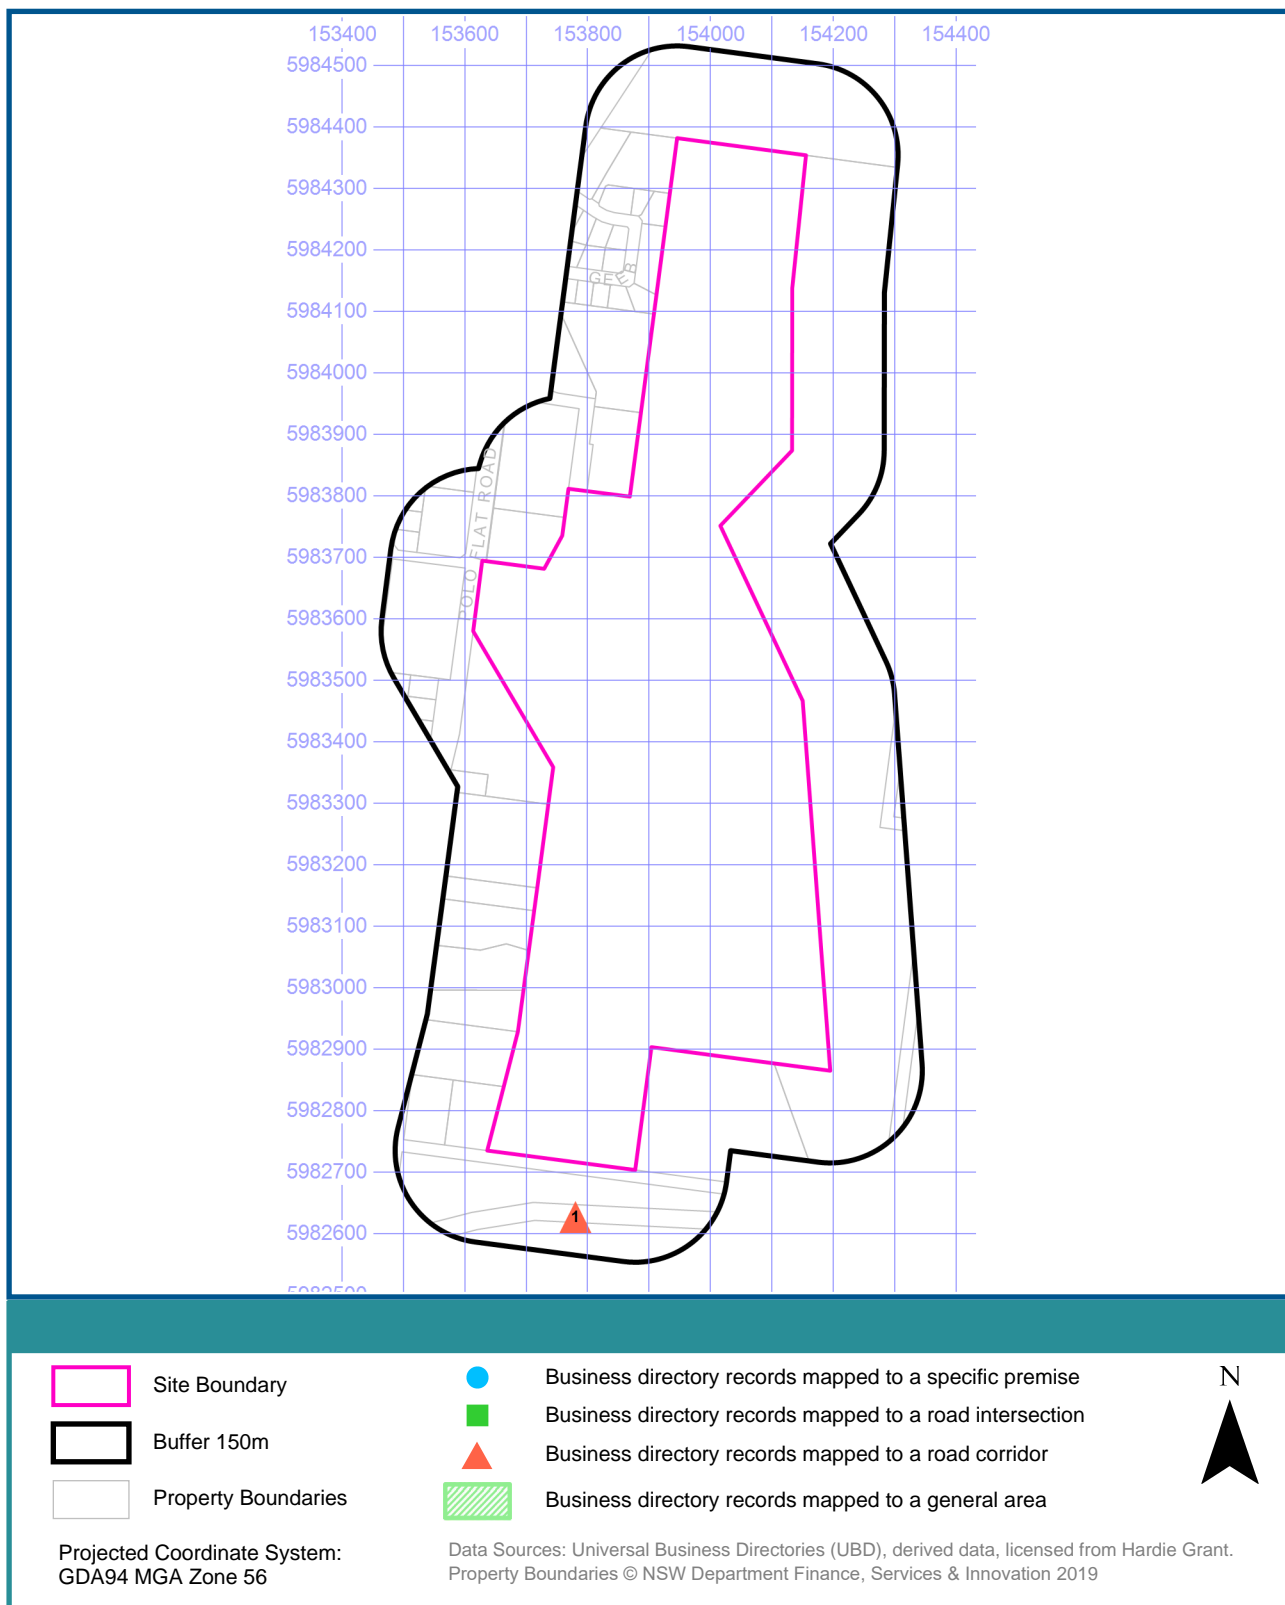 153400 153600 153800 154000 154200 154400
5984500
5984400
5984300
5984200
GE
5984100
5984000
5983900
POLO FLAT ROAD
5983800
5983700
5983600
5983500
5983400
5983300
5983200
5983100
5983000
5982900
5982800
5982700
1
5982600
5982500
Site Boundary
Buffer 150m
Property Boundaries
Projected Coordinate System:
GDA94 MGA Zone 56
Business directory records mapped to a specific premise
Business directory records mapped to a road intersection
Business directory records mapped to a road corridor
Business directory records mapped to a general area
N
Data Sources: Universal Business Directories (UBD), derived data, licensed from Hardie Grant.
Property Boundaries © NSW Department Finance, Services & Innovation 2019